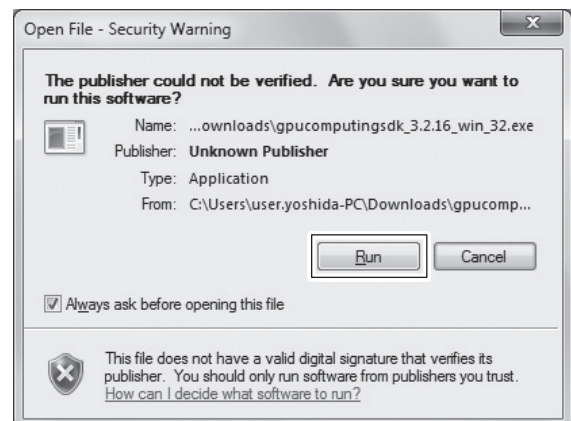 Open File - Security Warning
The publisher could not be verified. Are you sure you want to
run this software?
Name: ...ownloads\gpucomputingsdk_3.2.16_win_32.exe
Publisher: Unknown Publisher
Type: Application
From: C:\Users\user.yoshida-PC\Downloads\gpucomp...
Run
Cancel
Always ask before opening this file
This file does not have a valid digital signature that verifies its
publisher. You should only run software from publishers you trust.
How can I decide what software to run?